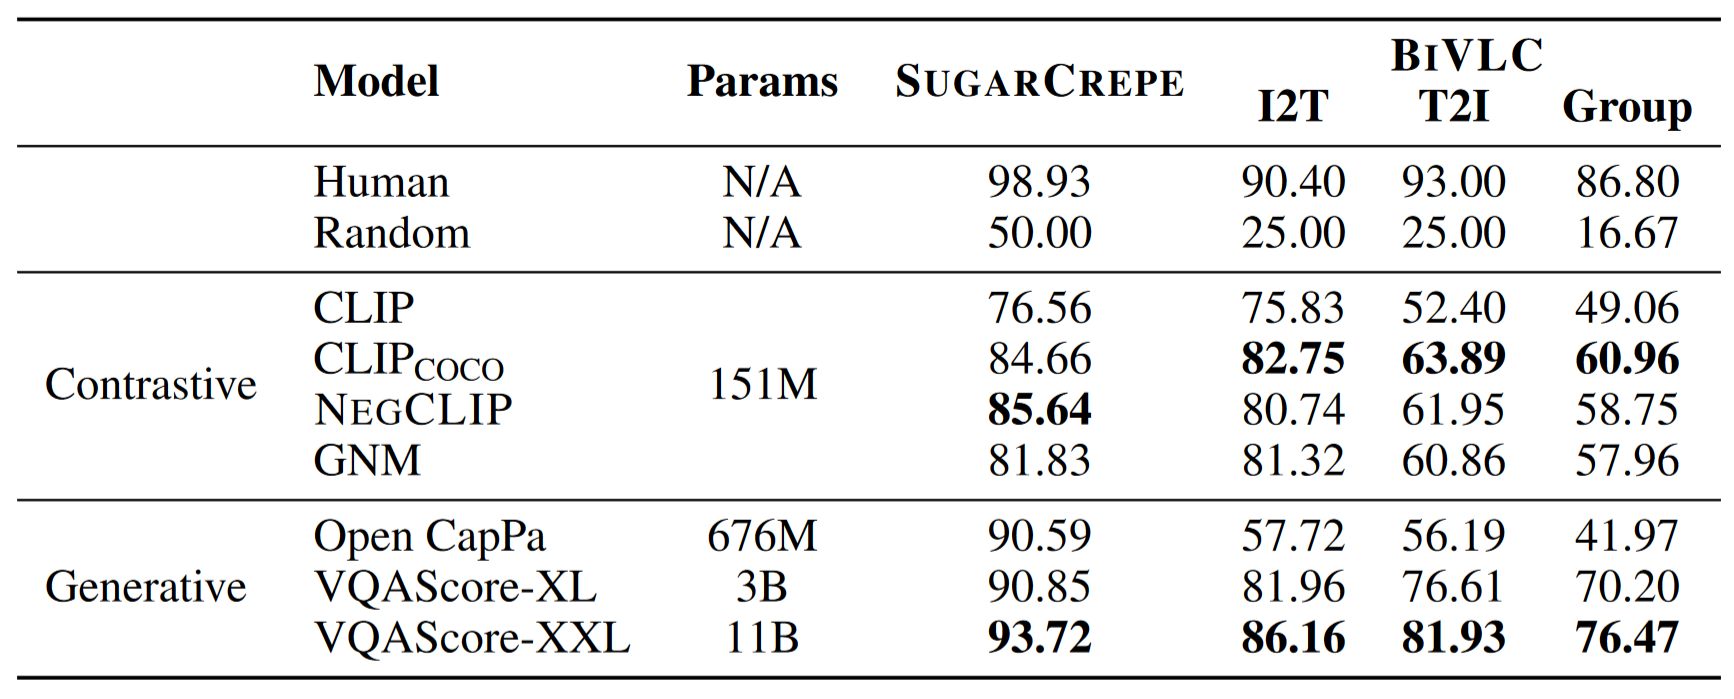 Model Params SUGARCREPE BIVLC
I2T T2I Group
Human N/A 98.93 90.40 93.00 86.80
Random N/A 50.00 25.00 25.00 16.67
CLIP 76.56 75.83 52.40 49.06
CLIPCOCO 84.66 82.75 63.89 60.96
Contrastive 151M
NEGCLIP 85.64 80.74 61.95 58.75
GNM 81.83 81.32 60.86 57.96
Open CapPa 676M 90.59 57.72 56.19 41.97
Generative VQAScore-XL 3B 90.85 81.96 76.61 70.20
VQAScore-XXL 11B 93.72 86.16 81.93 76.47